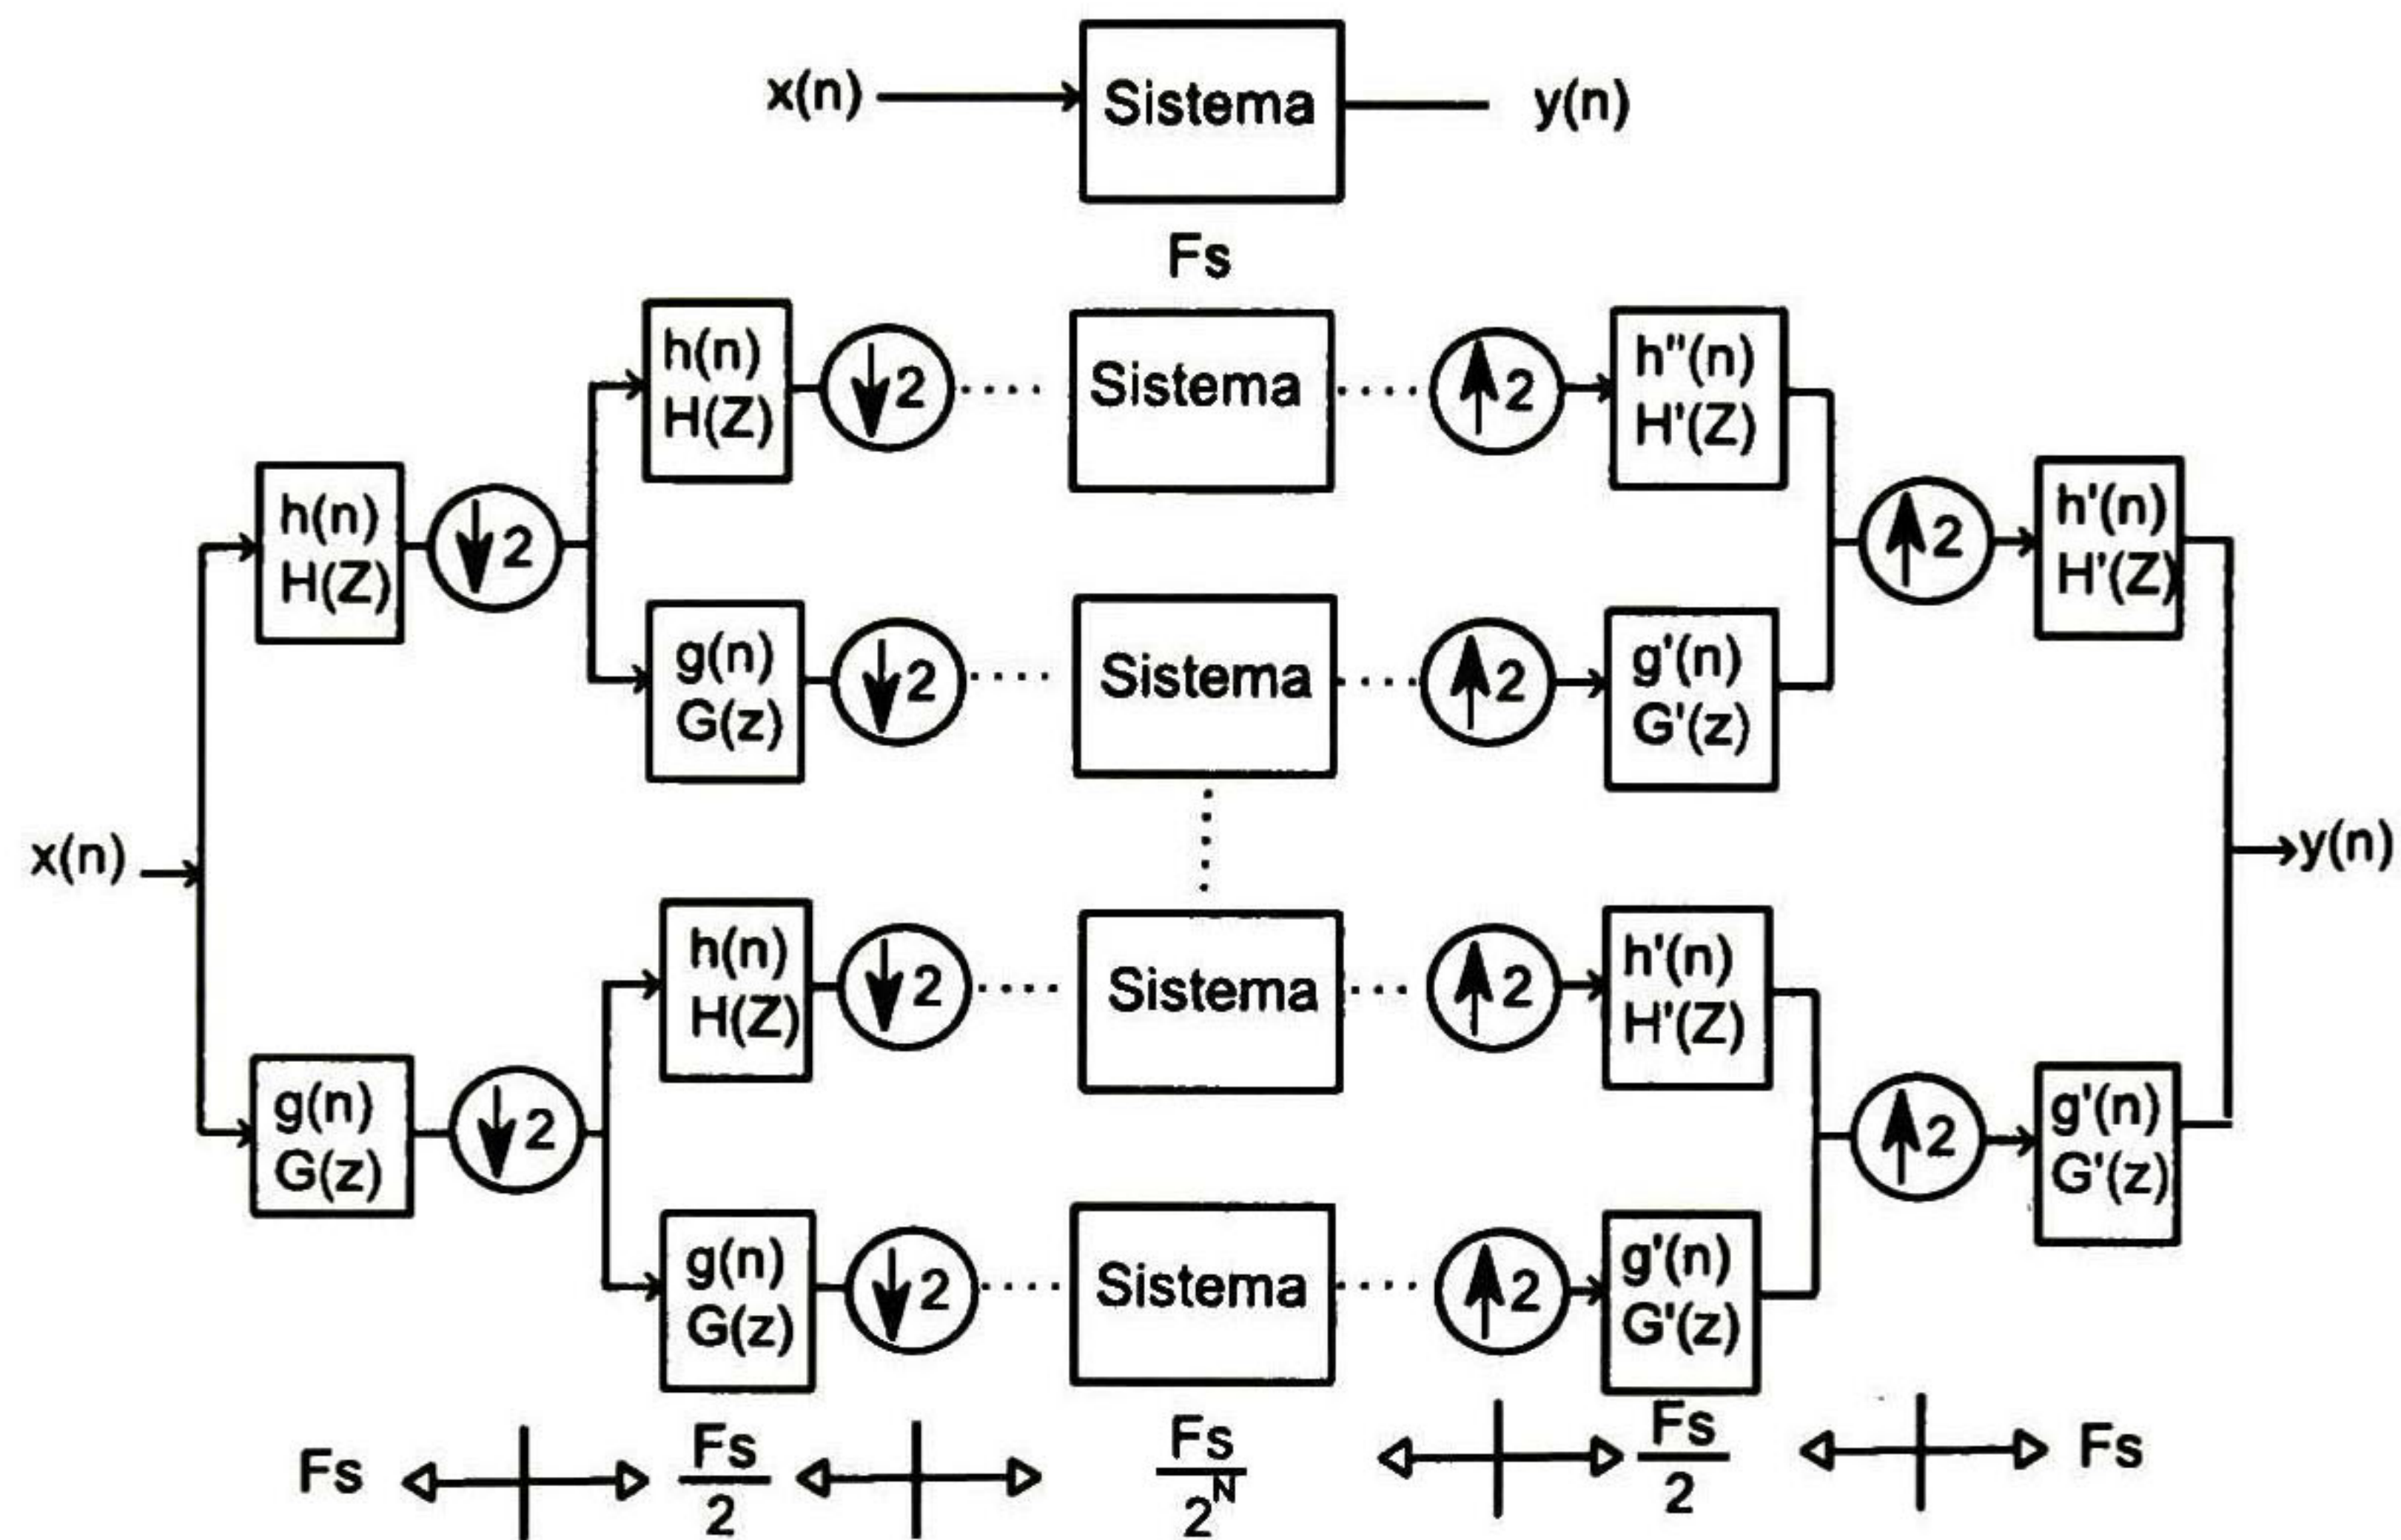 x(n)
Sistema
y(n)
Fs
h(n)
H(Z)
↓2
Sistema
↑2
h"(n)
H'(Z)
h(n)
H(Z)
↓2
↑2
h'(n)
H'(Z)
g(n)
G(z)
↓2
Sistema
↑2
g'(n)
G'(z)
x(n)
y(n)
h(n)
H(Z)
↓2
Sistema
↑2
h'(n)
H'(Z)
g(n)
G(z)
↓2
↑2
g'(n)
G'(z)
g(n)
G(z)
↓2
Sistema
↑2
g'(n)
G'(z)
Fs
Fs
2
Fs
2^N
Fs
2
Fs